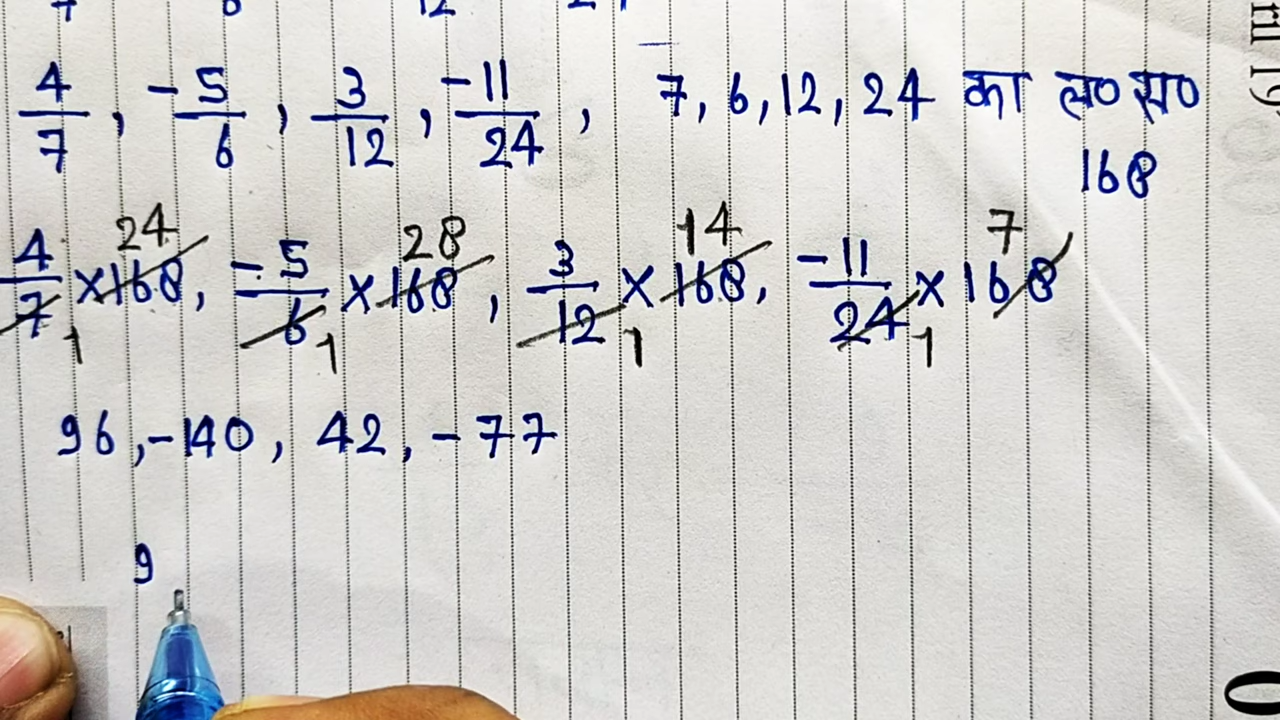 4/7, -5/6, 3/12, -11/24, 7, 6, 12, 24 का ल० स०
168
24 28 14 7
4/7 × 168, -5/6 × 168, 3/12 × 168, -11/24 × 168
1 1 1 1
96, -140, 42, -77
9